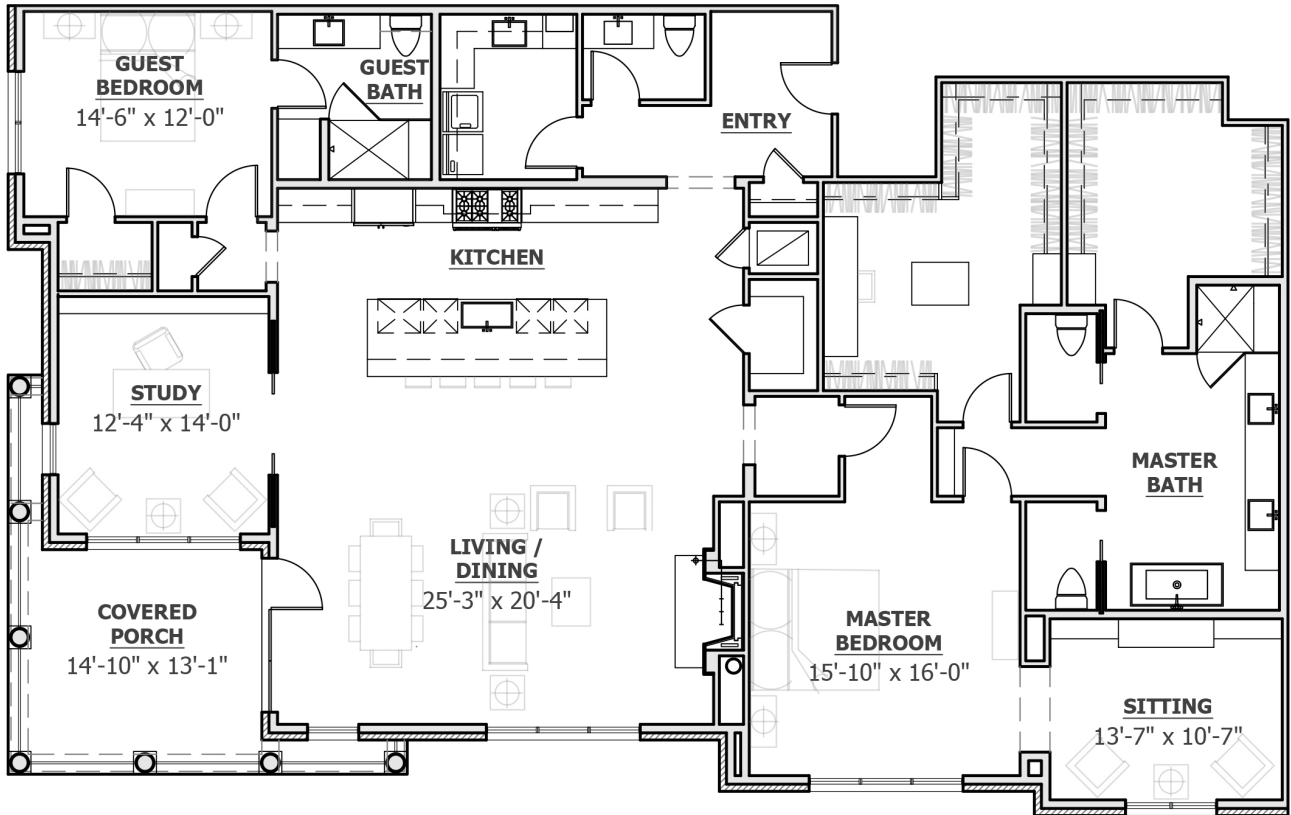 GUEST
BEDROOM
14'-6" x 12'-0"
GUEST
BATH
ENTRY
KITCHEN
STUDY
12'-4" x 14'-0"
MASTER
BATH
LIVING /
DINING
25'-3" x 20'-4"
COVERED
PORCH
14'-10" x 13'-1"
MASTER
BEDROOM
15'-10" x 16'-0"
SITTING
13'-7" x 10'-7"